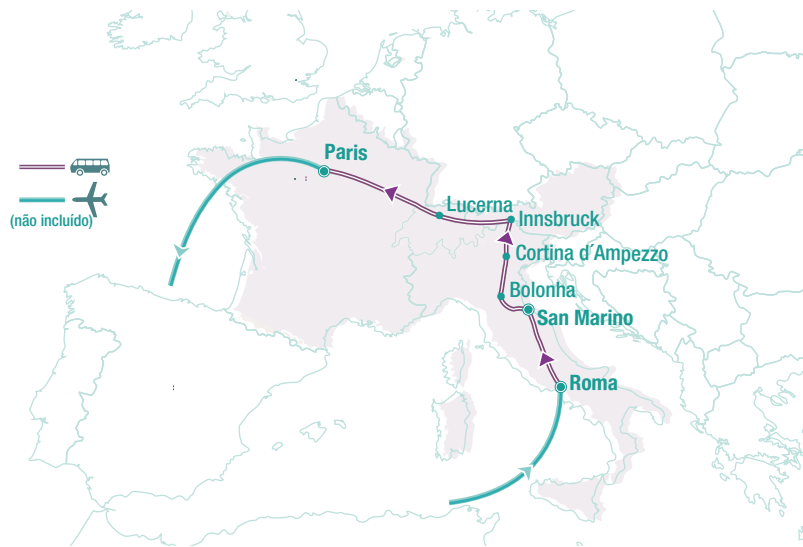 Paris
Lucerna
Innsbruck
(não incluído)
Cortina d´Ampezzo
Bolonha
San Marino
Roma